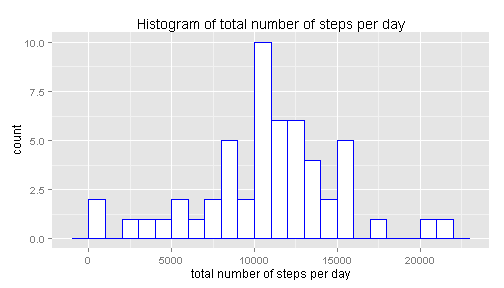 Histogram of total number of steps per day
10.0
7.5
5.0
2.5
0.0
count
0 5000 10000 15000 20000
total number of steps per day